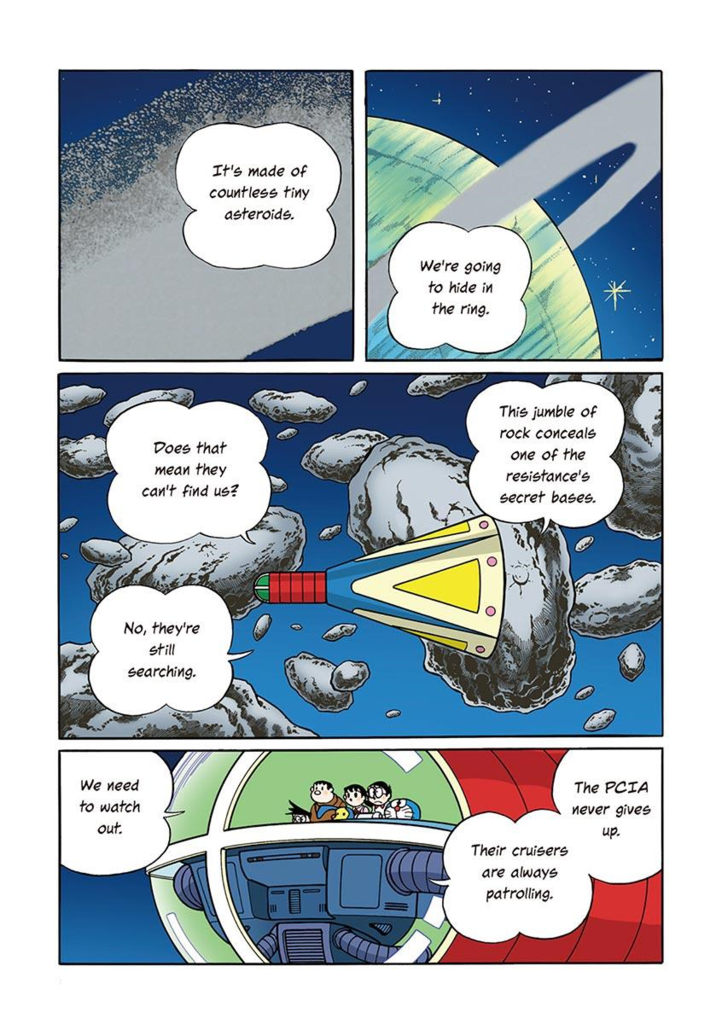 We're going
to hide in
the ring.
It's made of
countless tiny
asteroids.
This jumble of
rock conceals
one of the
resistance's
secret bases.
Does that
mean they
can't find us?
No, they're
still
searching.
The PCIA
never gives
up.
Their cruisers
are always
patrolling.
We need
to watch
out.